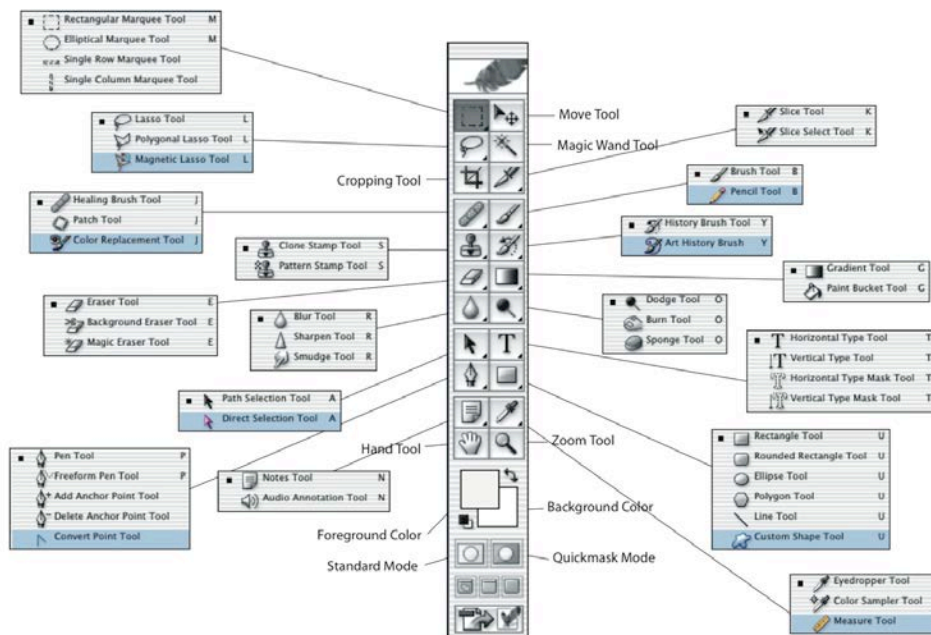 Rectangular Marquee Tool M
Elliptical Marquee Tool M
Single Row Marquee Tool
Single Column Marquee Tool
Lasso Tool L
Polygonal Lasso Tool L
Magnetic Lasso Tool L
Cropping Tool
Healing Brush Tool J
Patch Tool J
Color Replacement Tool J
Clone Stamp Tool S
Pattern Stamp Tool S
Eraser Tool E
Background Eraser Tool E
Magic Eraser Tool E
Blur Tool R
Sharpen Tool R
Smudge Tool R
Path Selection Tool A
Direct Selection Tool A
Hand Tool
Pen Tool P
Freeform Pen Tool P
Add Anchor Point Tool
Delete Anchor Point Tool
Convert Point Tool
Notes Tool N
Audio Annotation Tool N
Foreground Color
Standard Mode
T
Move Tool
Magic Wand Tool
Slice Tool K
Slice Select Tool K
Brush Tool B
Pencil Tool B
History Brush Tool Y
Art History Brush Y
Gradient Tool G
Paint Bucket Tool G
Dodge Tool O
Burn Tool O
Sponge Tool O
T Horizontal Type Tool T
T Vertical Type Tool T
Horizontal Type Mask Tool T
Vertical Type Mask Tool T
Zoom Tool
Rectangle Tool U
Rounded Rectangle Tool U
Ellipse Tool U
Polygon Tool U
Line Tool U
Custom Shape Tool U
Background Color
Quickmask Mode
Eyedropper Tool
Color Sampler Tool
Measure Tool